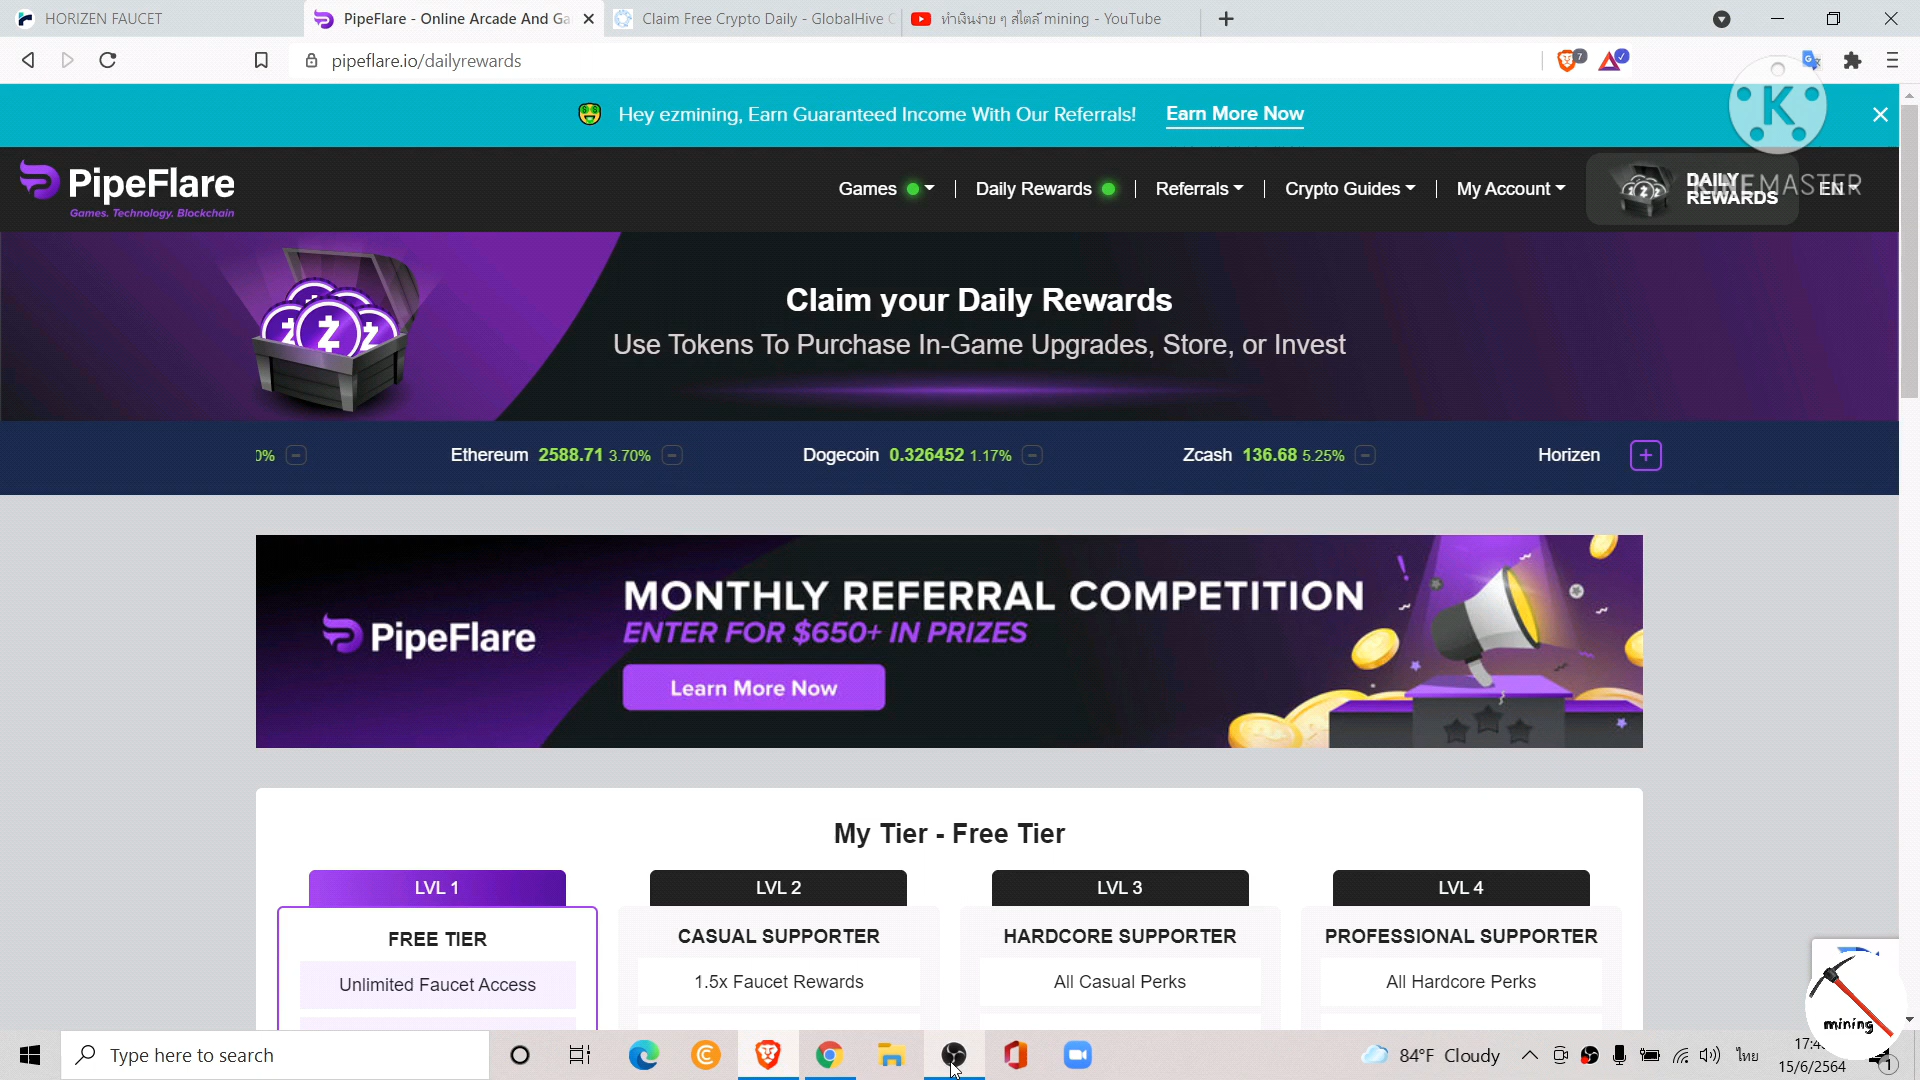 HORIZEN FAUCET
PipeFlare - Online Arcade And Ga
Claim Free Crypto Daily - GlobalHive
ทำเงินง่าย ๆ สไตล์ mining - YouTube
pipeflare.io/dailyrewards
7
Hey ezmining, Earn Guaranteed Income With Our Referrals! Earn More Now
K
PipeFlare
Games. Technology. Blockchain
Games
Daily Rewards
Referrals
Crypto Guides
My Account
DAILY REWARDS
EN
KINEMASTER
Claim your Daily Rewards
Use Tokens To Purchase In-Game Upgrades, Store, or Invest
0%
Ethereum 2588.71 3.70%
Dogecoin 0.326452 1.17%
Zcash 136.68 5.25%
Horizen
PipeFlare
MONTHLY REFERRAL COMPETITION
ENTER FOR $650+ IN PRIZES
Learn More Now
My Tier - Free Tier
LVL 1
LVL 2
LVL 3
LVL 4
FREE TIER
CASUAL SUPPORTER
HARDCORE SUPPORTER
PROFESSIONAL SUPPORTER
Unlimited Faucet Access
1.5x Faucet Rewards
All Casual Perks
All Hardcore Perks
mining
Type here to search
84°F Cloudy
ไทย
15/6/2564
1